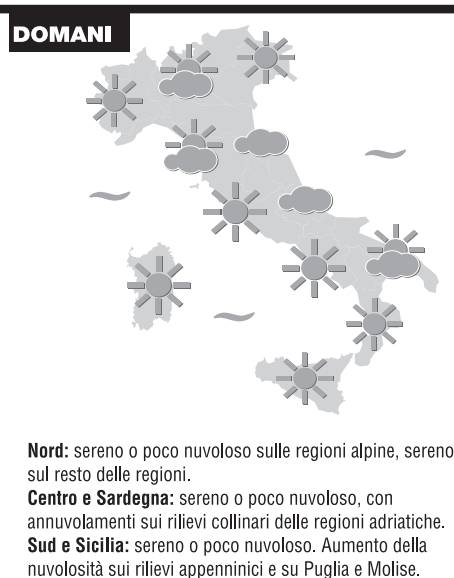 DOMANI
Nord: sereno o poco nuvoloso sulle regioni alpine, sereno
sul resto delle regioni.
Centro e Sardegna: sereno o poco nuvoloso, con
annuvolamenti sui rilievi collinari delle regioni adriatiche.
Sud e Sicilia: sereno o poco nuvoloso. Aumento della
nuvolosità sui rilievi appenninici e su Puglia e Molise.